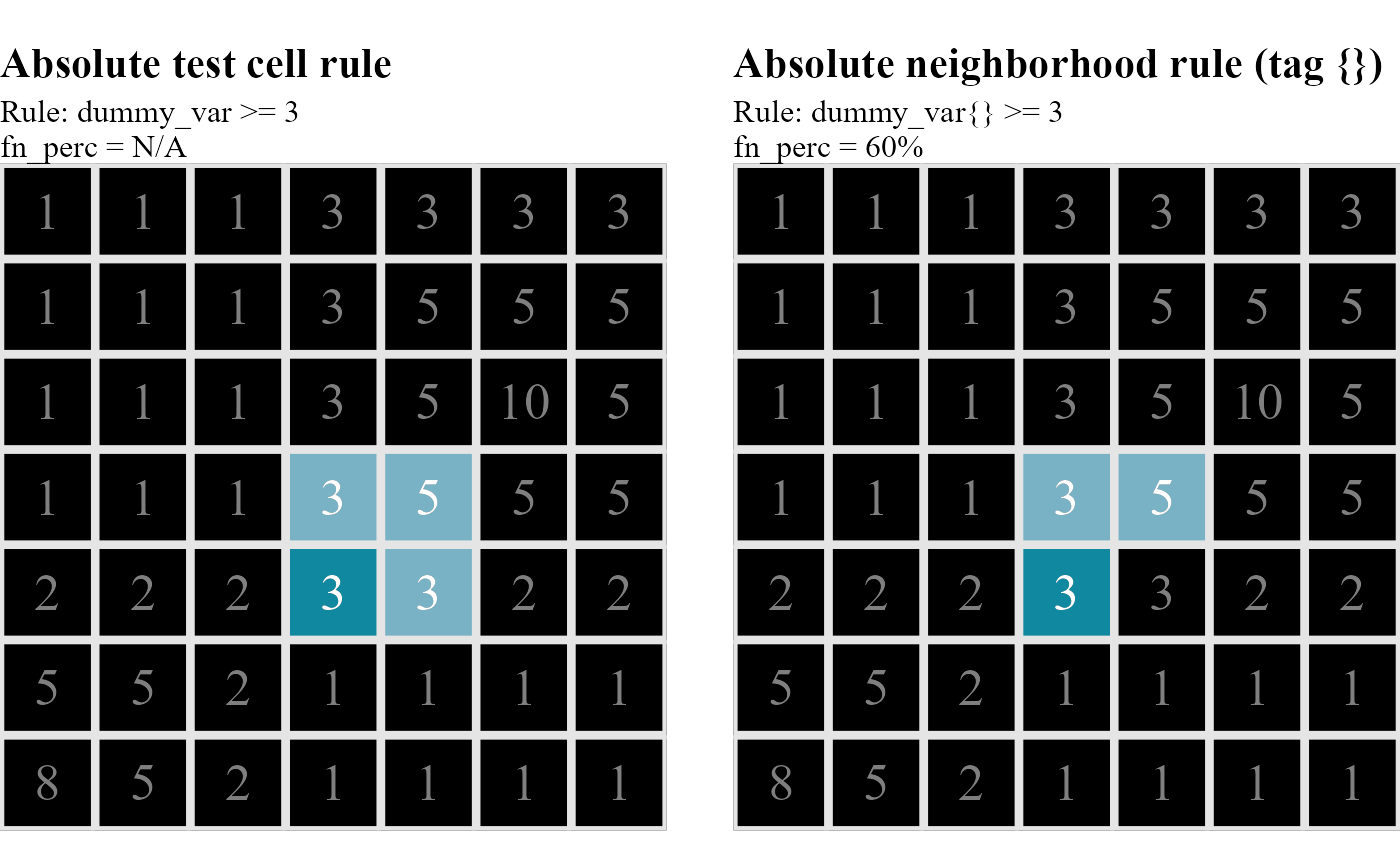 Absolute test cell rule
Rule: dummy_var >= 3
fn_perc = N/A
1 1 1 3 3 3 3
1 1 1 3 5 5 5
1 1 1 3 5 10 5
1 1 1 3 5 5 5
2 2 2 3 3 2 2
5 5 2 1 1 1 1
8 5 2 1 1 1 1
Absolute neighborhood rule (tag {})
Rule: dummy_var{} >= 3
fn_perc = 60%
1 1 1 3 3 3 3
1 1 1 3 5 5 5
1 1 1 3 5 10 5
1 1 1 3 5 5 5
2 2 2 3 3 2 2
5 5 2 1 1 1 1
8 5 2 1 1 1 1